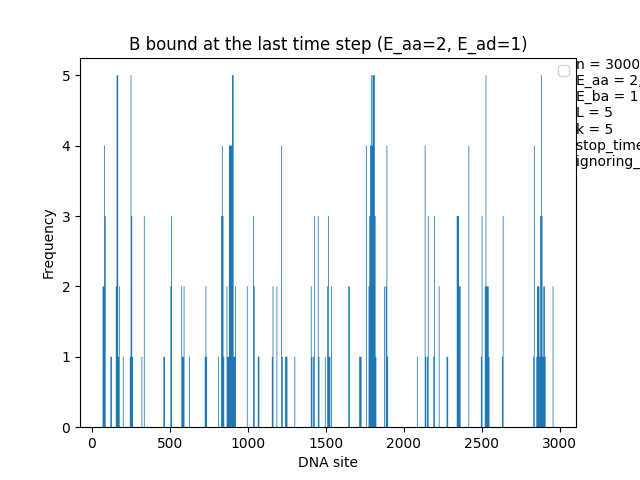 B bound at the last time step (E_aa=2, E_ad=1)
n = 3000
E_aa = 2,
E_ba = 1
L = 5
k = 5
stop_time
ignoring_
Frequency
5
4
3
2
1
0
0 500 1000 1500 2000 2500 3000
DNA site